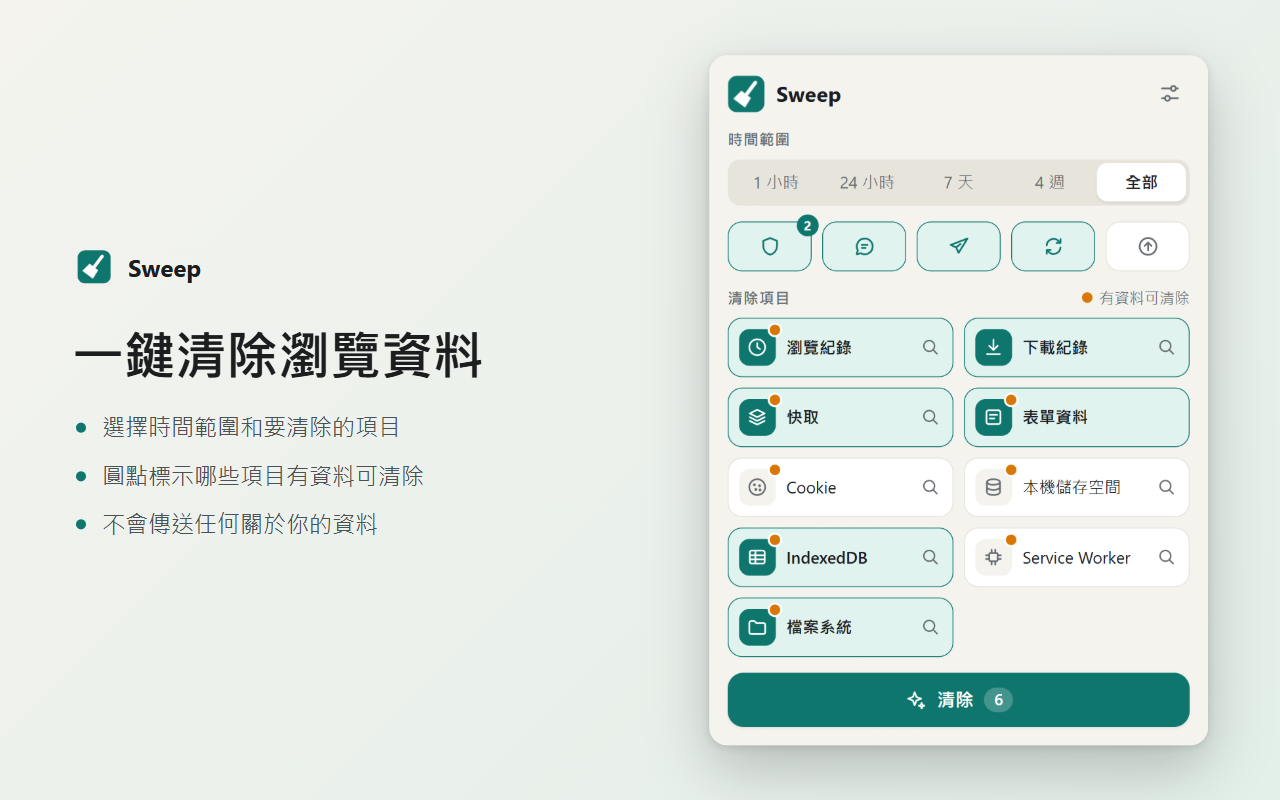 Sweep
一鍵清除瀏覽資料
選擇時間範圍和要清除的項目
圓點標示哪些項目有資料可清除
不會傳送任何關於你的資料
Sweep
時間範圍
1 小時 24 小時 7 天 4 週 全部
2
清除項目 有資料可清除
瀏覽紀錄 下載紀錄
快取 表單資料
Cookie 本機儲存空間
IndexedDB Service Worker
檔案系統
清除 6